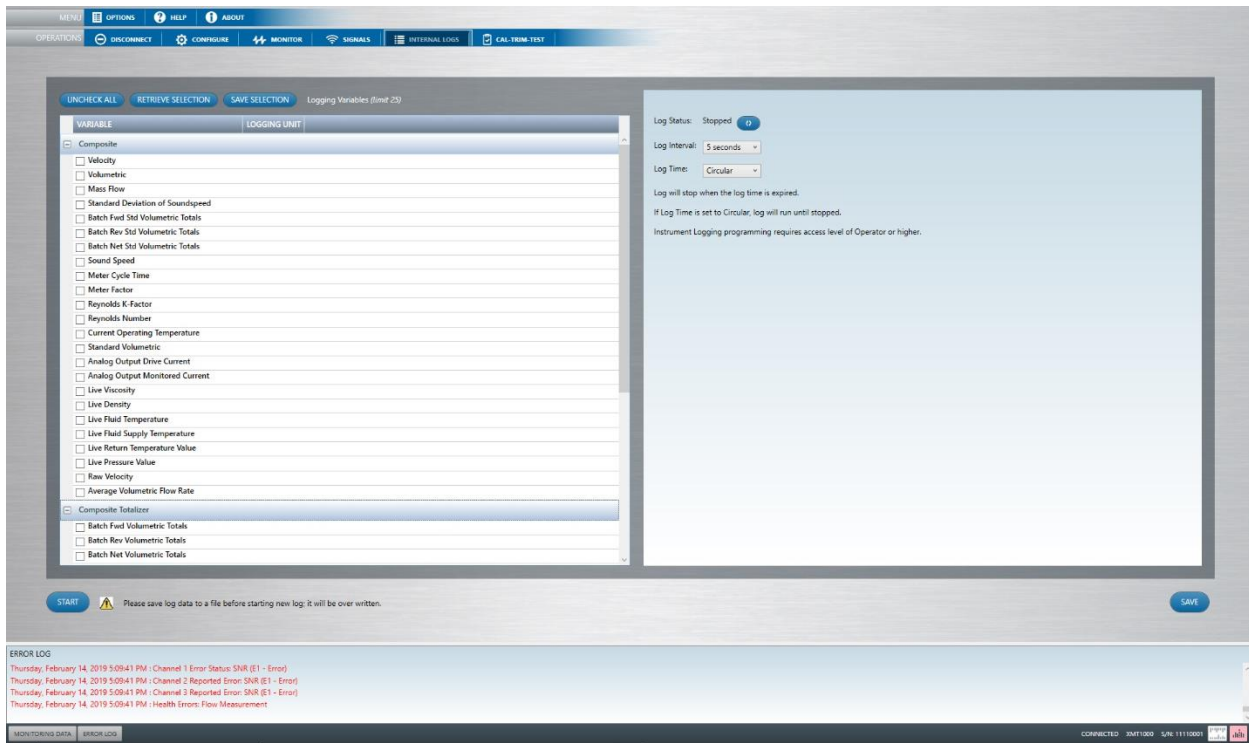 MENU OPTIONS HELP ABOUT
OPERATIONS DISCONNECT CONFIGURE MONITOR SIGNALS INTERNAL LOGS CAL-TRIM-TEST
UNCHECK ALL RETRIEVE SELECTION SAVE SELECTION Logging Variables (limit 25)
VARIABLE LOGGING UNIT
Composite
Velocity
Volumetric
Mass Flow
Standard Deviation of Soundspeed
Batch Fwd Std Volumetric Totals
Batch Rev Std Volumetric Totals
Batch Net Std Volumetric Totals
Sound Speed
Meter Cycle Time
Meter Factor
Reynolds K-Factor
Reynolds Number
Current Operating Temperature
Standard Volumetric
Analog Output Drive Current
Analog Output Monitored Current
Live Viscosity
Live Density
Live Fluid Temperature
Live Fluid Supply Temperature
Live Return Temperature Value
Live Pressure Value
Raw Velocity
Average Volumetric Flow Rate
Composite Totalizer
Batch Fwd Volumetric Totals
Batch Rev Volumetric Totals
Batch Net Volumetric Totals
Log Status: Stopped
Log Interval: 5 seconds
Log Time: Circular
Log will stop when the log time is expired.
If Log Time is set to Circular, log will run until stopped.
Instrument Logging programming requires access level of Operator or higher.
START Please save log data to a file before starting new log; it will be over written.
SAVE
ERROR LOG
Thursday, February 14, 2019 5:09:41 PM : Channel 1 Error Status: SNR (E1 - Error)
Thursday, February 14, 2019 5:09:41 PM : Channel 2 Reported Error: SNR (E1 - Error)
Thursday, February 14, 2019 5:09:41 PM : Channel 3 Reported Error: SNR (E1 - Error)
Thursday, February 14, 2019 5:09:41 PM : Health Errors: Flow Measurement
MONITORING DATA ERROR LOG
CONNECTED XMT1000 S/N: 11110001